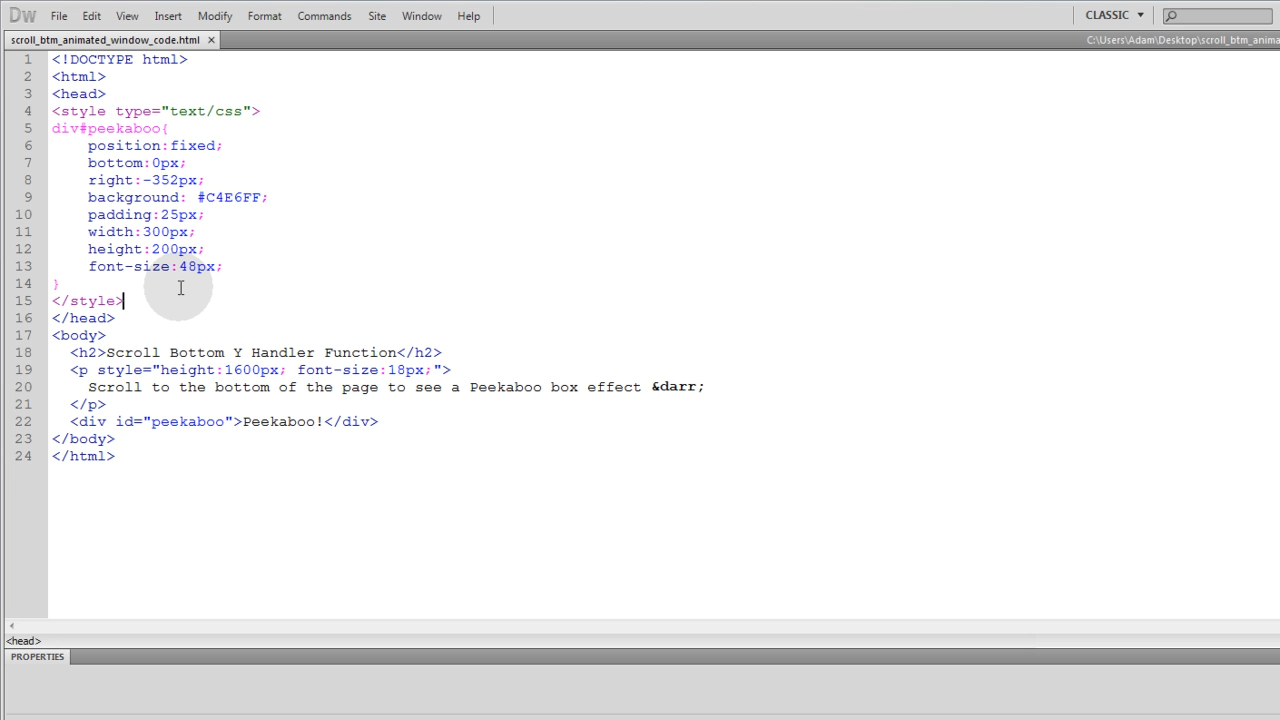 Dw File Edit View Insert Modify Format Commands Site Window Help CLASSIC
scroll_btm_animated_window_code.html × C:\Users\Adam\Desktop\scroll_btm_anima
1 <!DOCTYPE html>
2 <html>
3 <head>
4 <style type="text/css">
5 div#peekaboo{
6     position:fixed;
7     bottom:0px;
8     right:-352px;
9     background: #C4E6FF;
10     padding:25px;
11     width:300px;
12     height:200px;
13     font-size:48px;
14 }
15 </style>
16 </head>
17 <body>
18   <h2>Scroll Bottom Y Handler Function</h2>
19   <p style="height:1600px; font-size:18px;">
20     Scroll to the bottom of the page to see a Peekaboo box effect &darr;
21   </p>
22   <div id="peekaboo">Peekaboo!</div>
23 </body>
24 </html>
<head>
PROPERTIES